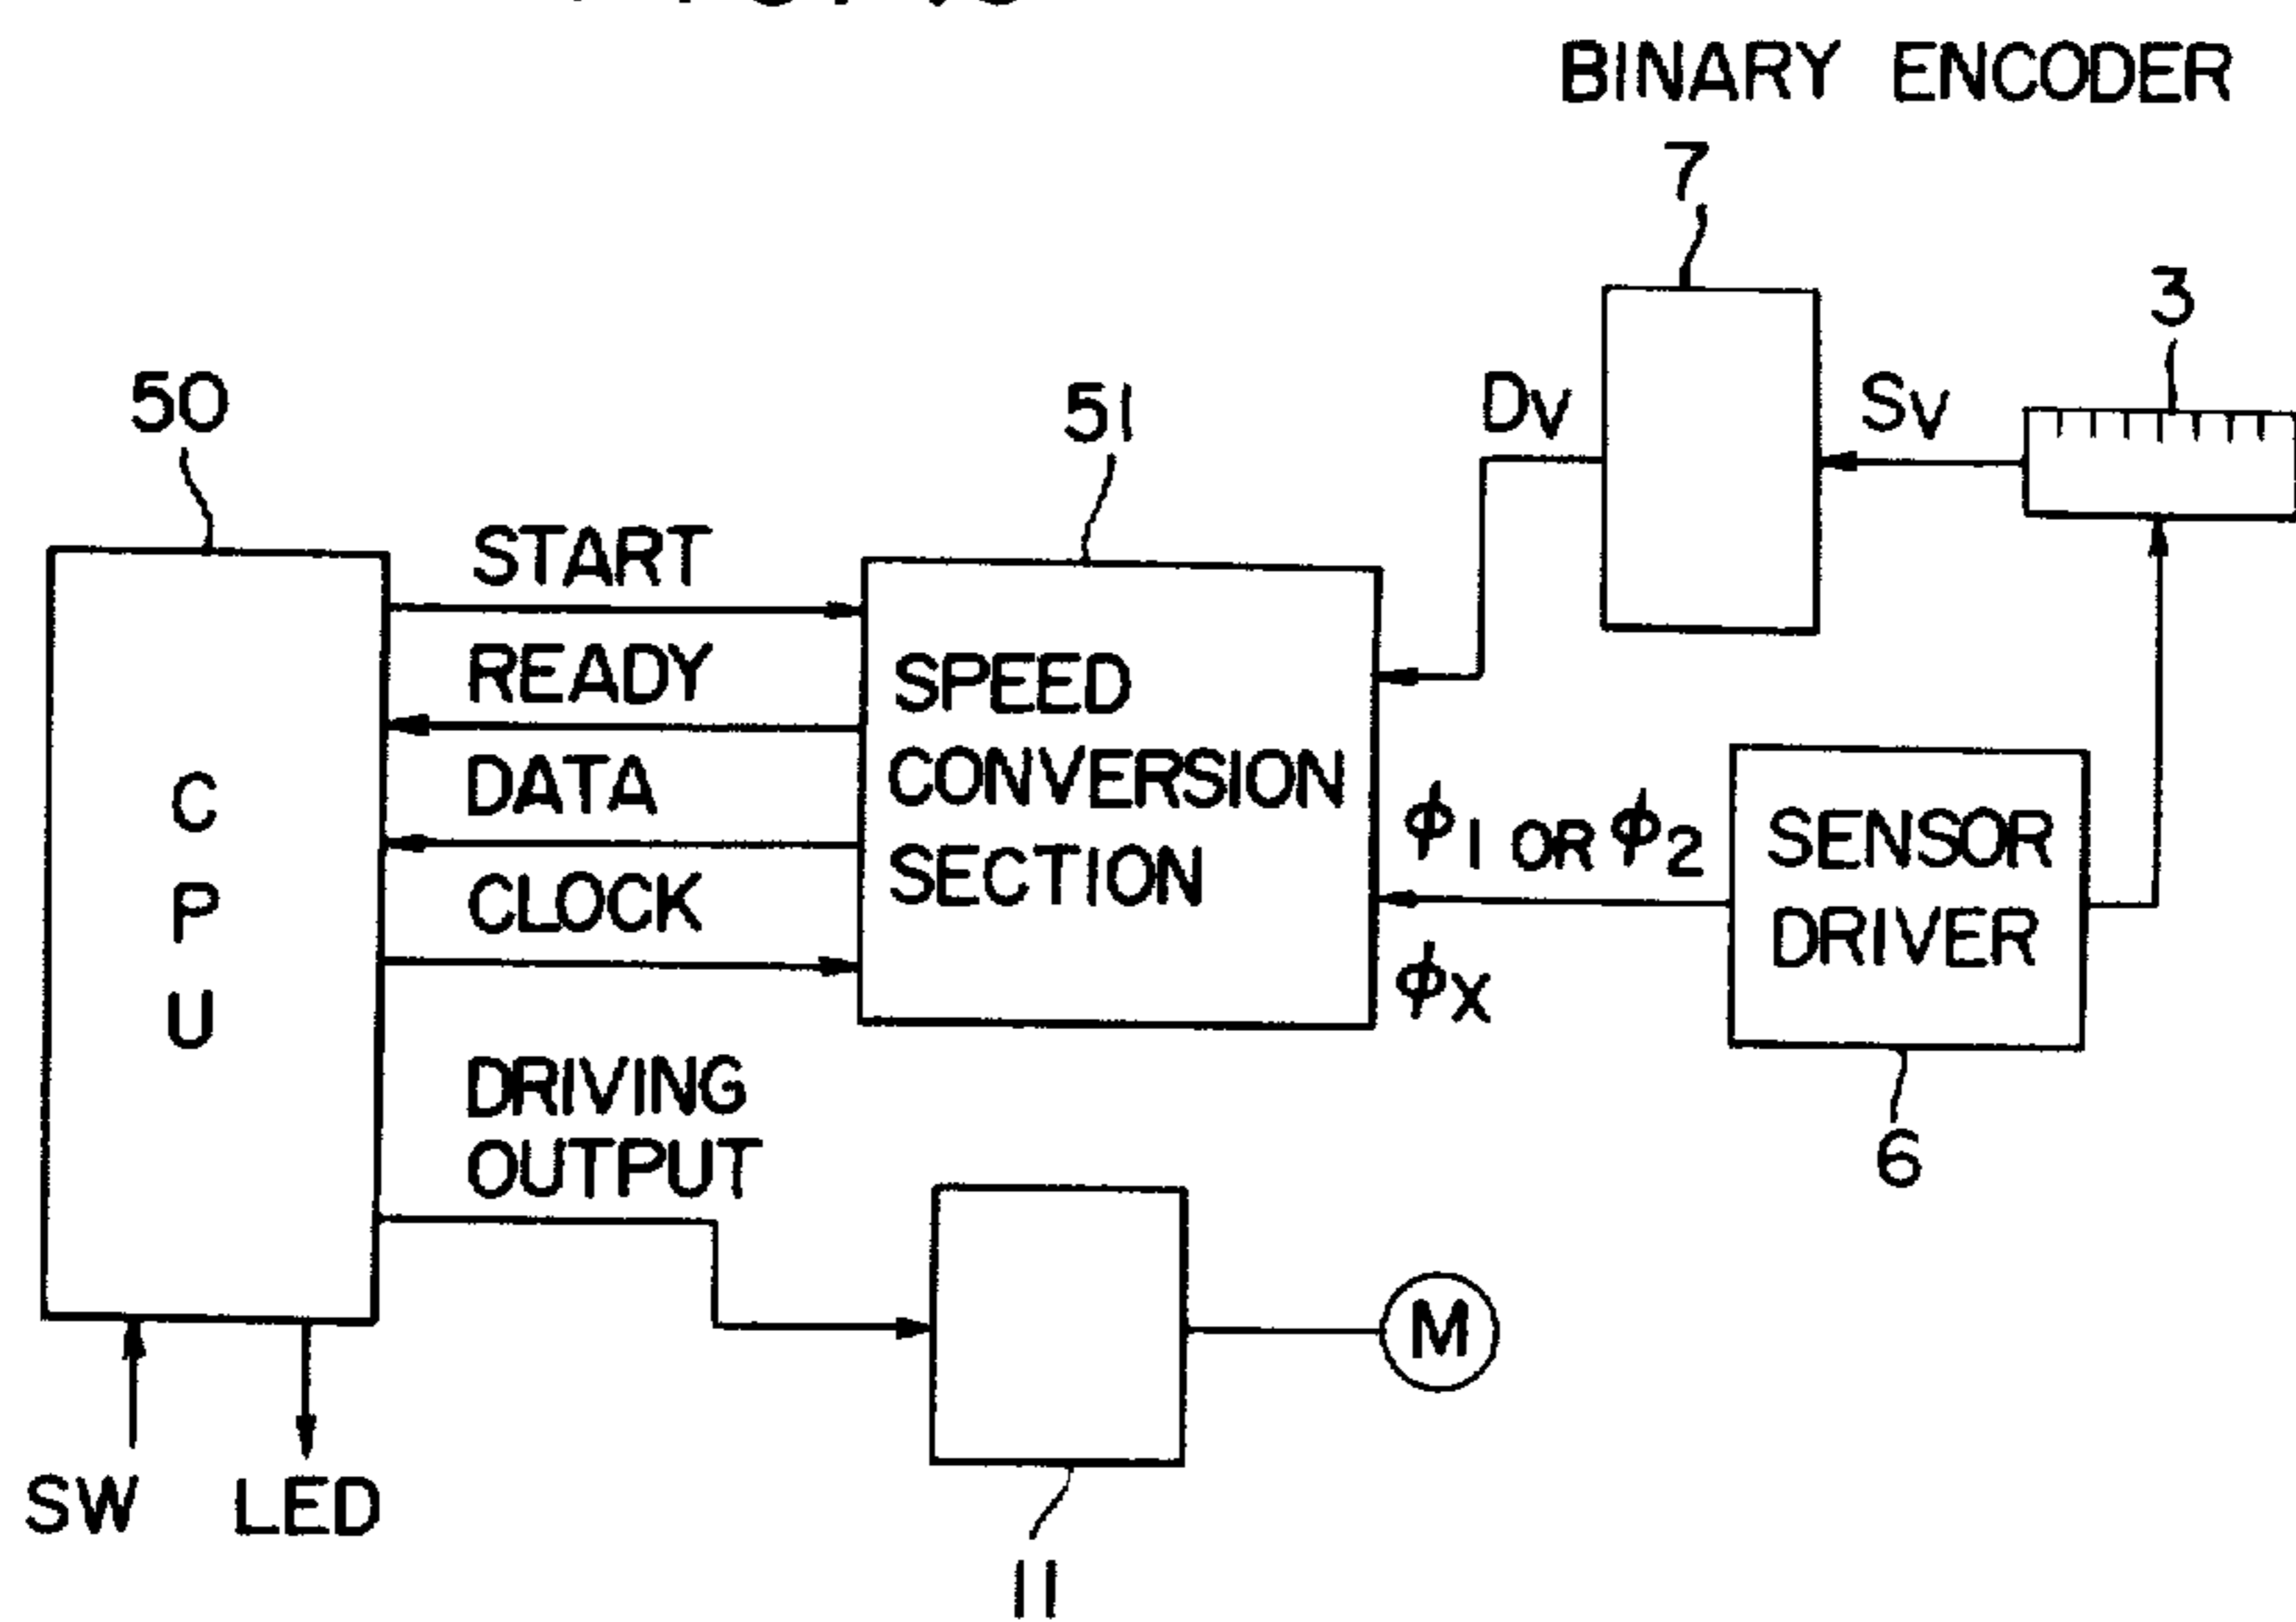 BINARY ENCODER
7
3
50
51
DV
SV
START
READY
DATA
CLOCK
SPEED
CONVERSION
SECTION
CPU
ϕ1 OR ϕ2
ϕX
SENSOR
DRIVER
6
DRIVING
OUTPUT
M
SW
LED
11